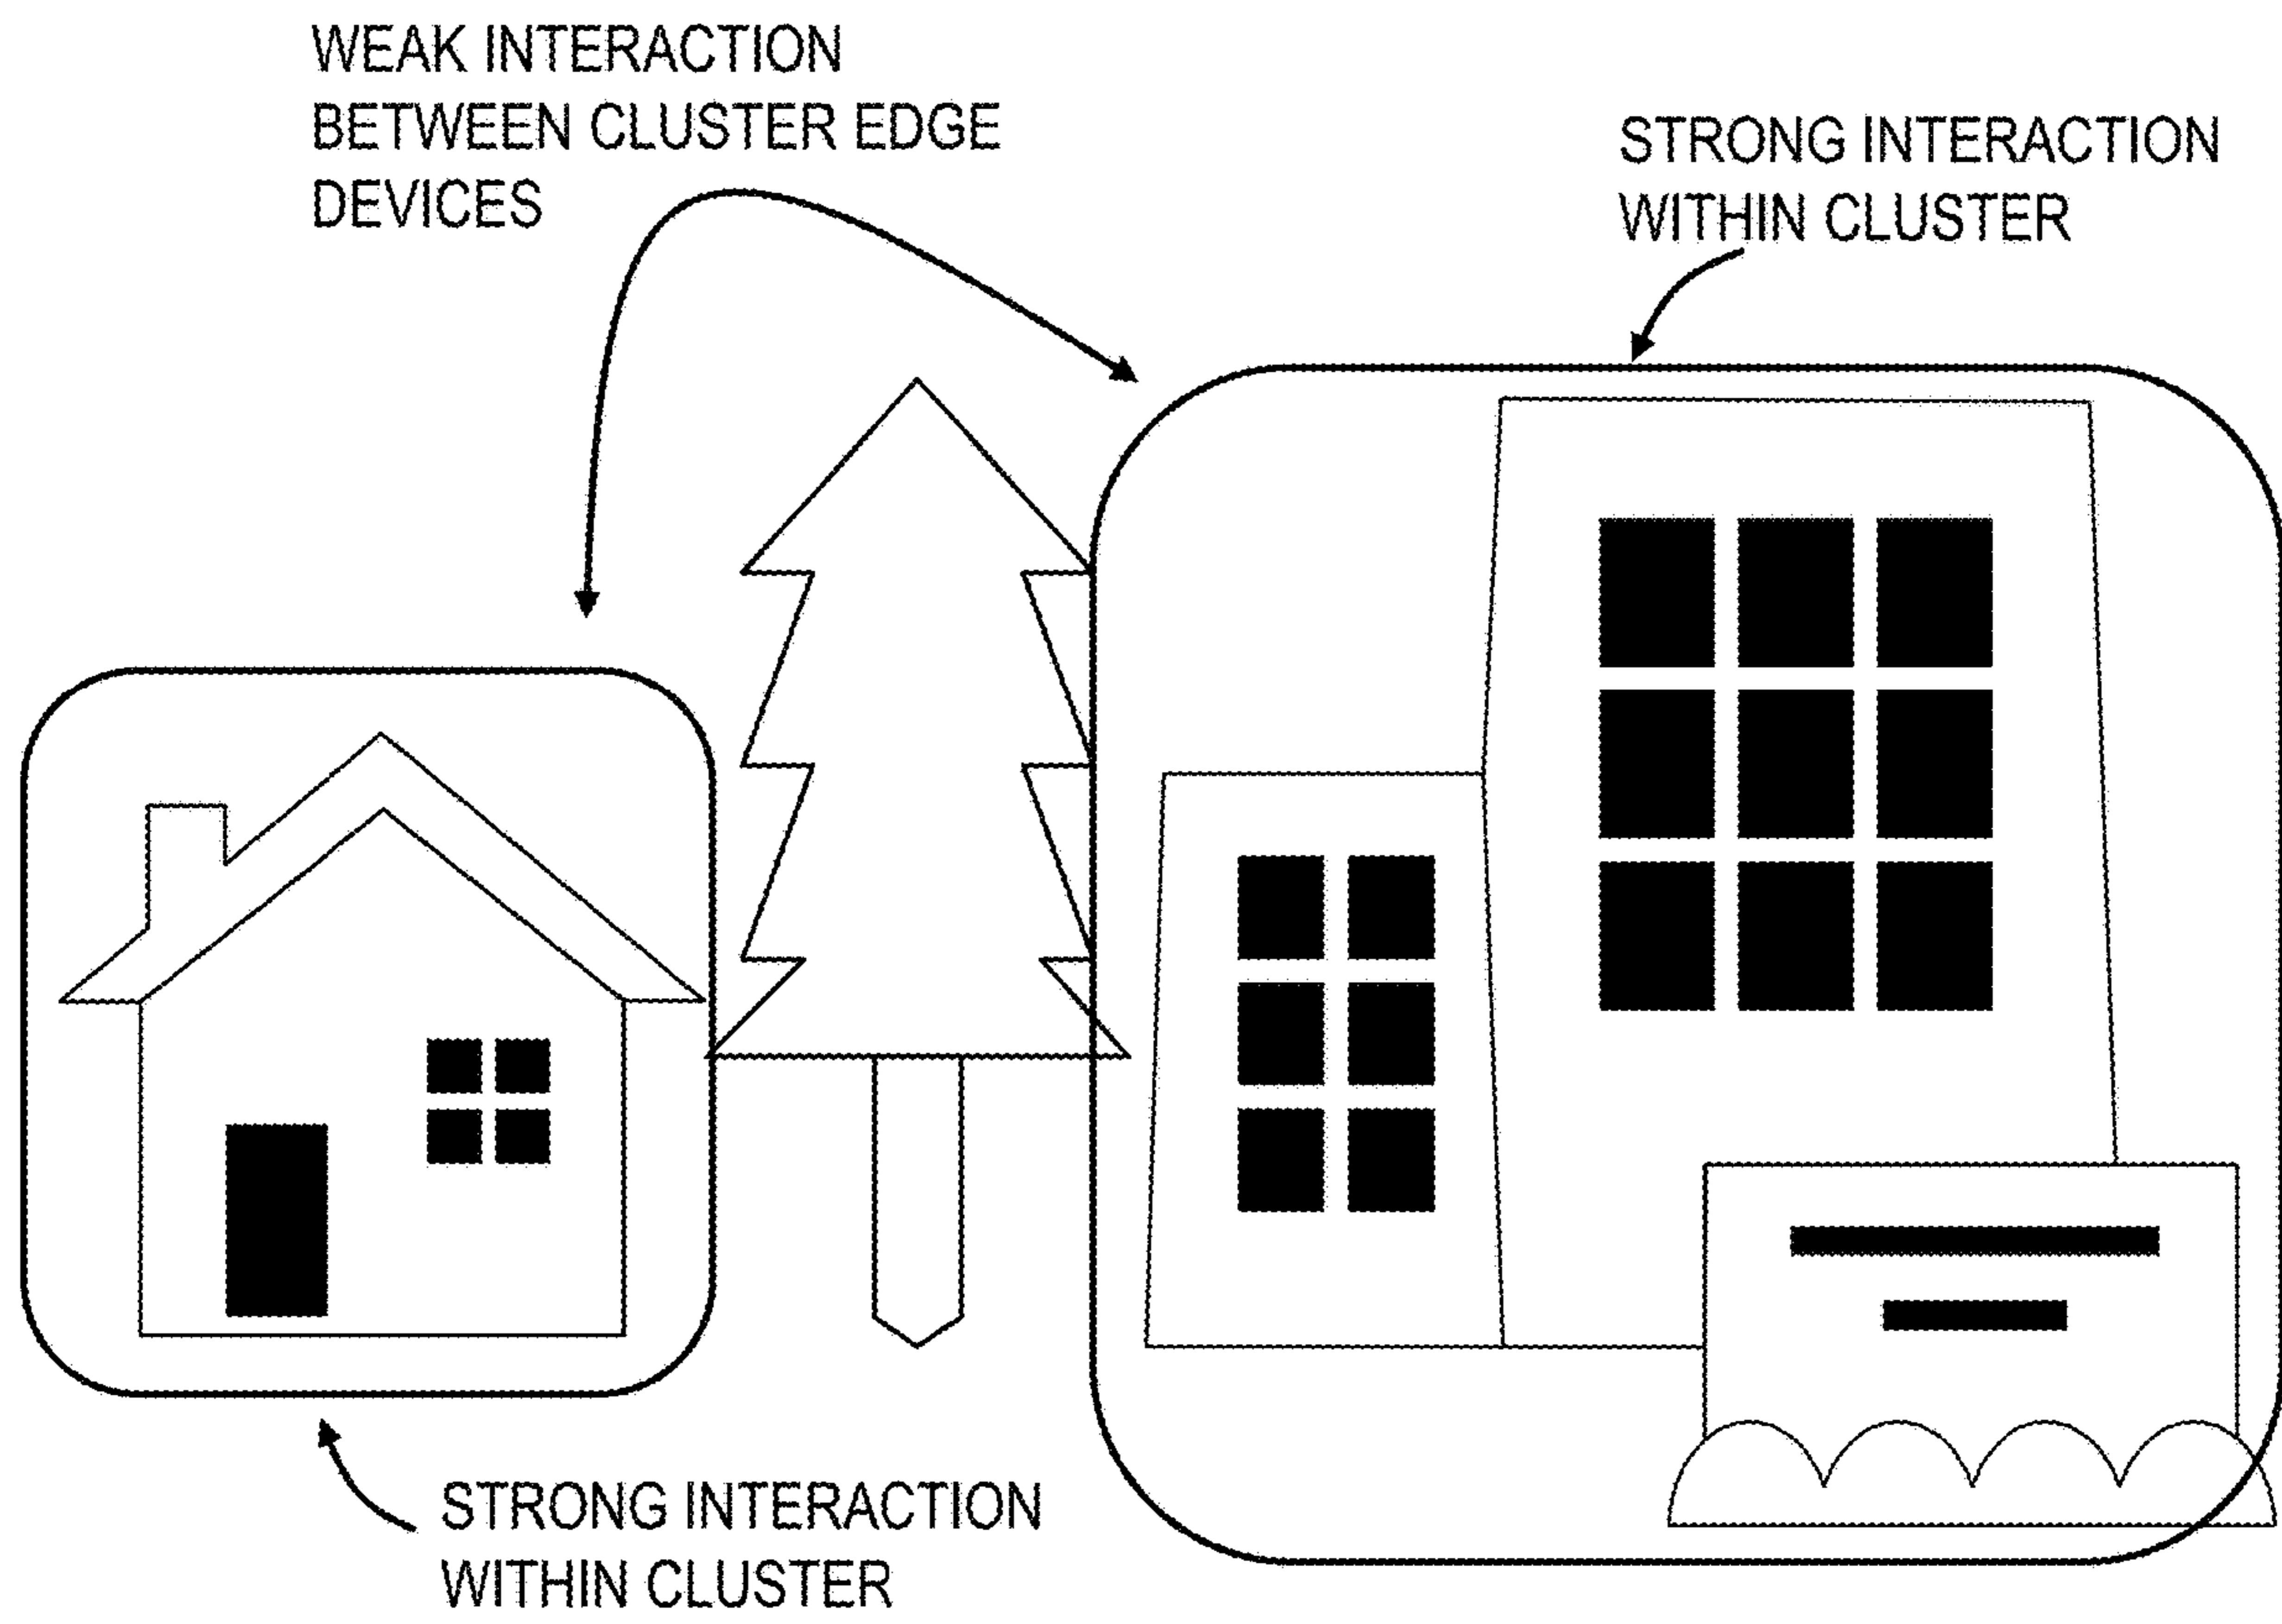 WEAK INTERACTION
BETWEEN CLUSTER EDGE
DEVICES
STRONG INTERACTION
WITHIN CLUSTER
STRONG INTERACTION
WITHIN CLUSTER